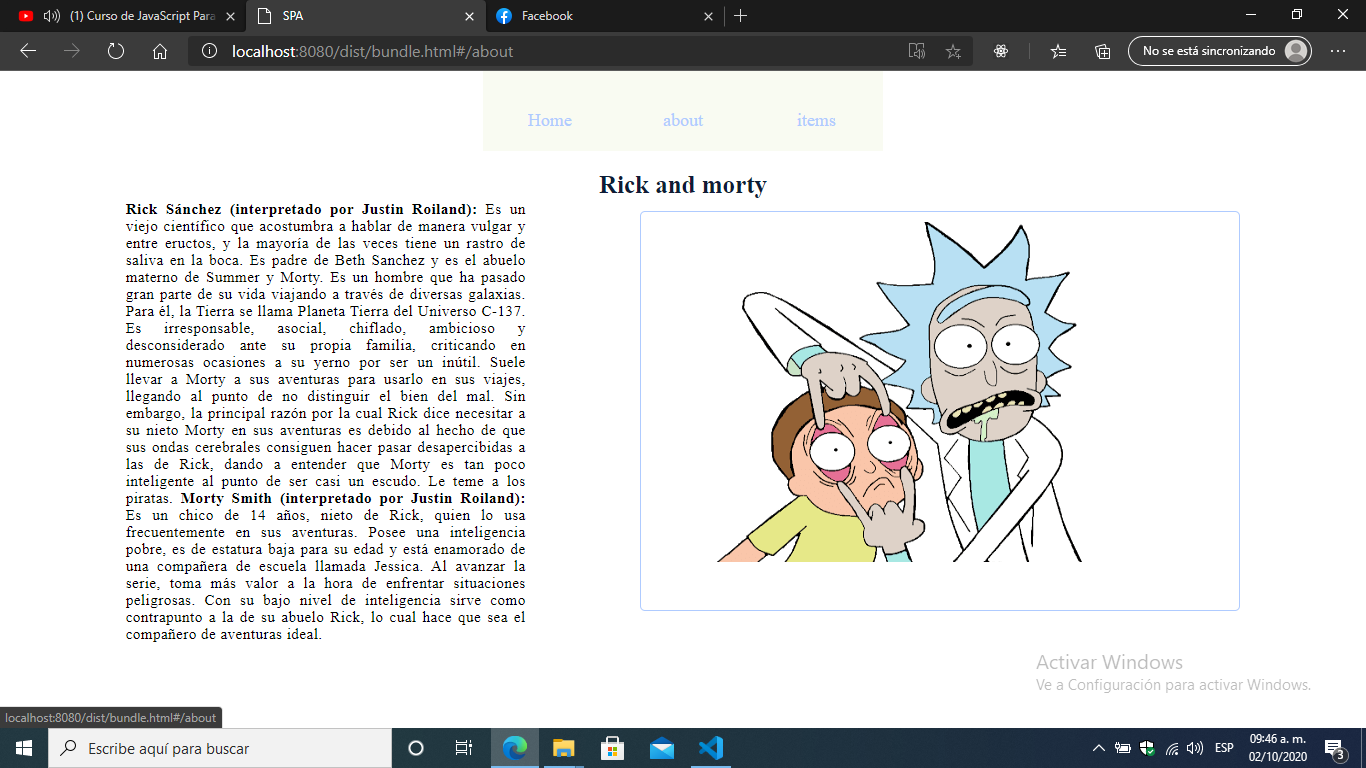 (1) Curso de JavaScript Para
SPA
Facebook
localhost:8080/dist/bundle.html#/about
No se está sincronizando
Home about items
Rick and morty
Rick Sánchez (interpretado por Justin Roiland): Es un
viejo científico que acostumbra a hablar de manera vulgar y
entre eructos, y la mayoría de las veces tiene un rastro de
saliva en la boca. Es padre de Beth Sanchez y es el abuelo
materno de Summer y Morty. Es un hombre que ha pasado
gran parte de su vida viajando a través de diversas galaxias.
Para él, la Tierra se llama Planeta Tierra del Universo C-137.
Es irresponsable, asocial, chiflado, ambicioso y
desconsiderado ante su propia familia, criticando en
numerosas ocasiones a su yerno por ser un inútil. Suele
llevar a Morty a sus aventuras para usarlo en sus viajes,
llegando al punto de no distinguir el bien del mal. Sin
embargo, la principal razón por la cual Rick dice necesitar a
su nieto Morty en sus aventuras es debido al hecho de que
sus ondas cerebrales consiguen hacer pasar desapercibidas a
las de Rick, dando a entender que Morty es tan poco
inteligente al punto de ser casi un escudo. Le teme a los
piratas. Morty Smith (interpretado por Justin Roiland):
Es un chico de 14 años, nieto de Rick, quien lo usa
frecuentemente en sus aventuras. Posee una inteligencia
pobre, es de estatura baja para su edad y está enamorado de
una compañera de escuela llamada Jessica. Al avanzar la
serie, toma más valor a la hora de enfrentar situaciones
peligrosas. Con su bajo nivel de inteligencia sirve como
contrapunto a la de su abuelo Rick, lo cual hace que sea el
compañero de aventuras ideal.
Activar Windows
Ve a Configuración para activar Windows.
localhost:8080/dist/bundle.html#/about
Escribe aquí para buscar
ESP
09:46 a. m.
02/10/2020
3